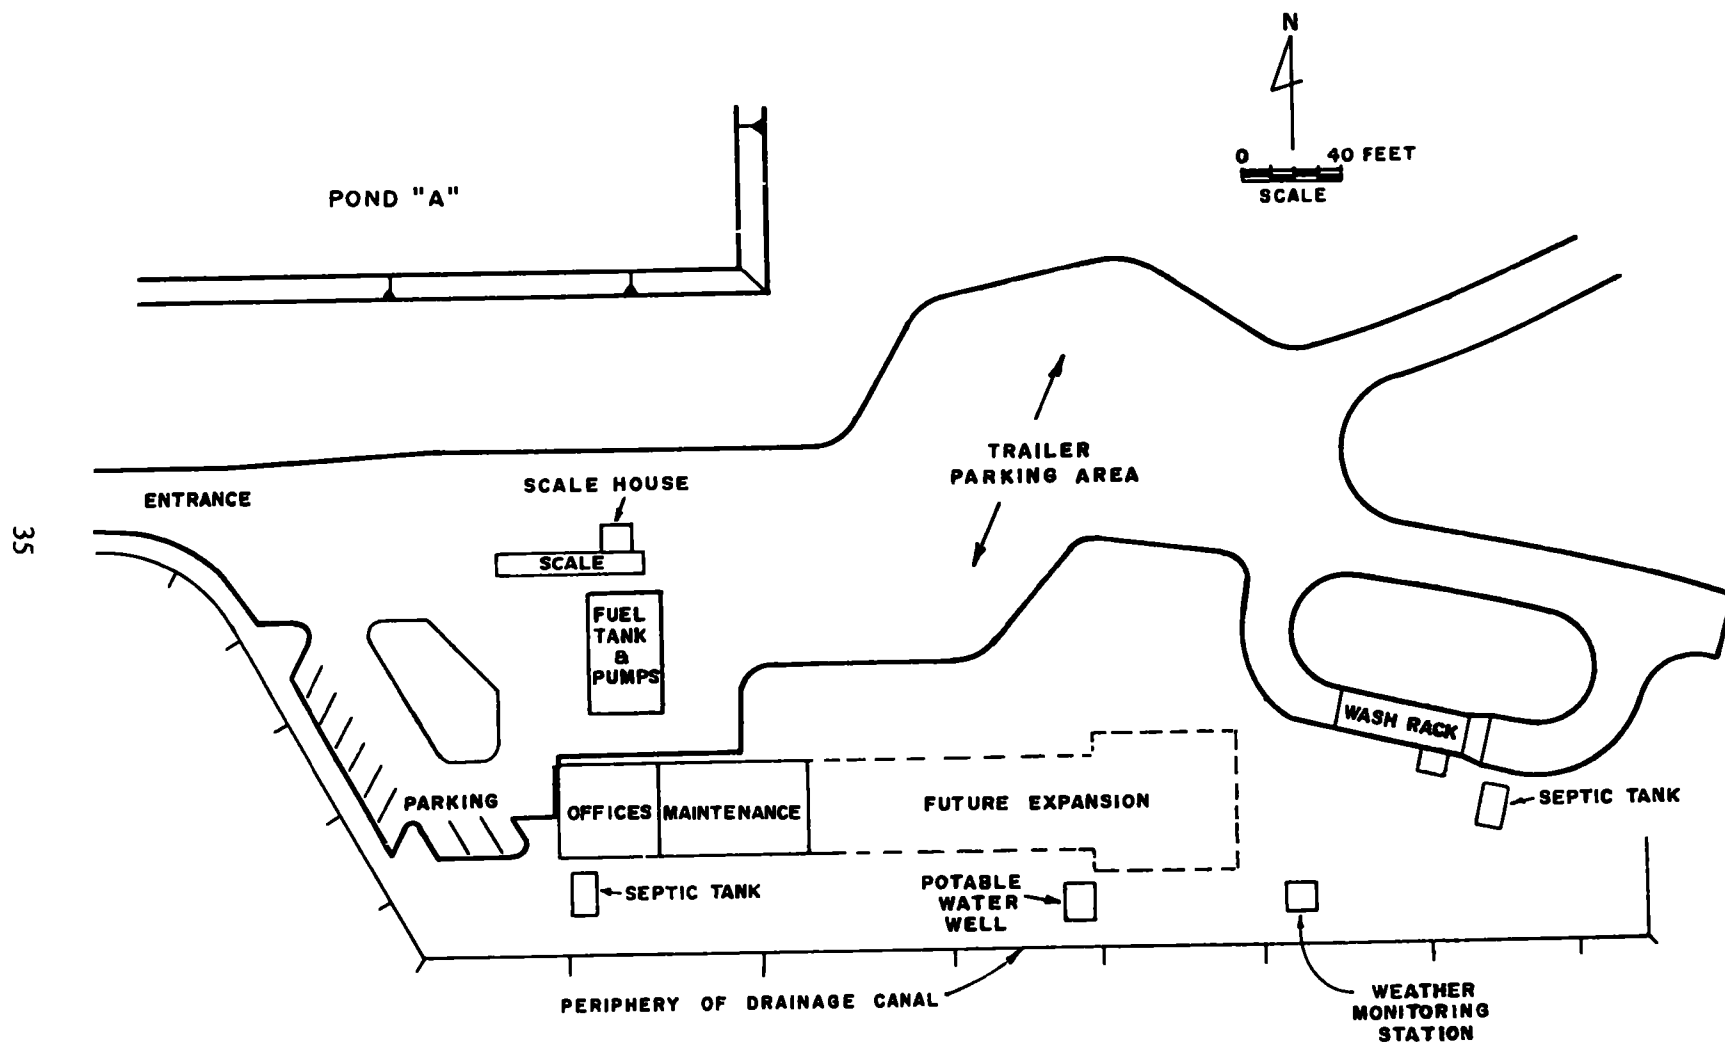 N
0 40 FEET
SCALE
POND "A"
ENTRANCE
SCALE HOUSE
SCALE
TRAILER
PARKING AREA
35
FUEL
TANK
&
PUMPS
WASH RACK
PARKING
OFFICES
MAINTENANCE
FUTURE EXPANSION
SEPTIC TANK
SEPTIC TANK
POTABLE
WATER
WELL
PERIPHERY OF DRAINAGE CANAL
WEATHER
MONITORING
STATION